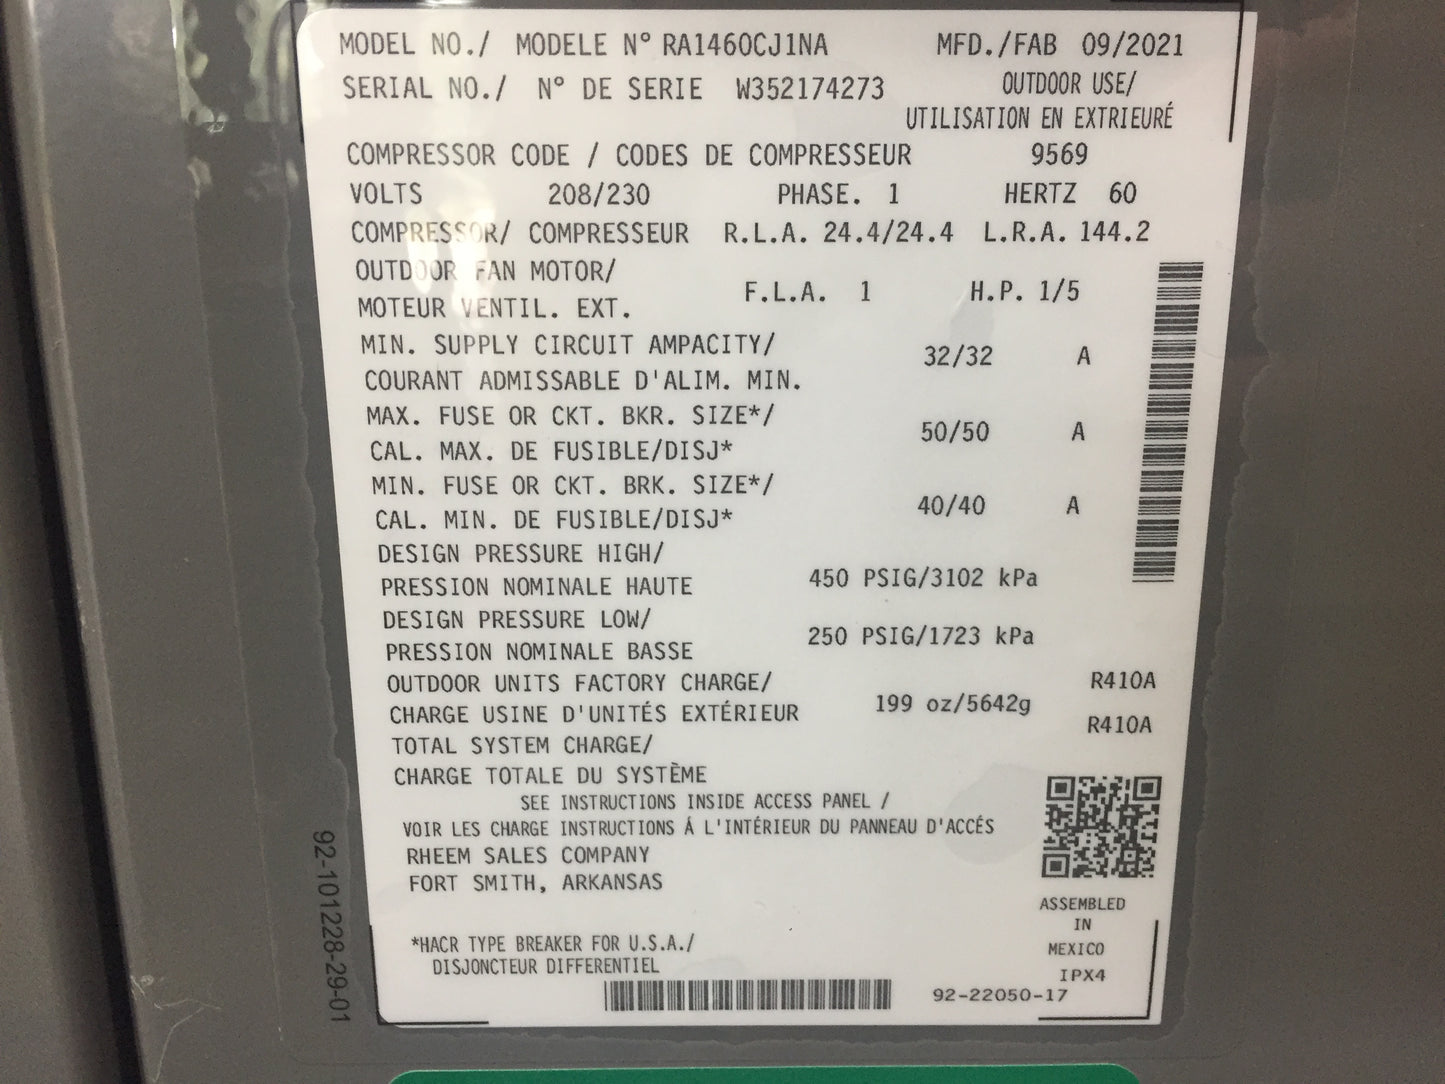 MODEL NO./ MODELE N° RA1460CJ1NA MFD./FAB 09/2021
SERIAL NO./ N° DE SERIE W352174273 OUTDOOR USE/
UTILISATION EN EXTRIEURÉ
COMPRESSOR CODE / CODES DE COMPRESSEUR 9569
VOLTS 208/230 PHASE. 1 HERTZ 60
COMPRESSOR/ COMPRESSEUR R.L.A. 24.4/24.4 L.R.A. 144.2
OUTDOOR FAN MOTOR/
MOTEUR VENTIL. EXT. F.L.A. 1 H.P. 1/5
MIN. SUPPLY CIRCUIT AMPACITY/
COURANT ADMISSABLE D'ALIM. MIN. 32/32 A
MAX. FUSE OR CKT. BKR. SIZE*/
CAL. MAX. DE FUSIBLE/DISJ* 50/50 A
MIN. FUSE OR CKT. BRK. SIZE*/
CAL. MIN. DE FUSIBLE/DISJ* 40/40 A
DESIGN PRESSURE HIGH/
PRESSION NOMINALE HAUTE 450 PSIG/3102 kPa
DESIGN PRESSURE LOW/
PRESSION NOMINALE BASSE 250 PSIG/1723 kPa
OUTDOOR UNITS FACTORY CHARGE/ R410A
CHARGE USINE D'UNITÉS EXTÉRIEUR 199 oz/5642g
TOTAL SYSTEM CHARGE/ R410A
CHARGE TOTALE DU SYSTÈME
SEE INSTRUCTIONS INSIDE ACCESS PANEL /
VOIR LES CHARGE INSTRUCTIONS Á L'INTÉRIEUR DU PANNEAU D'ACCÉS
RHEEM SALES COMPANY
FORT SMITH, ARKANSAS
ASSEMBLED
IN
MEXICO
IPX4
*HACR TYPE BREAKER FOR U.S.A./
DISJONCTEUR DIFFERENTIEL
92-22050-17
92-101228-29-01